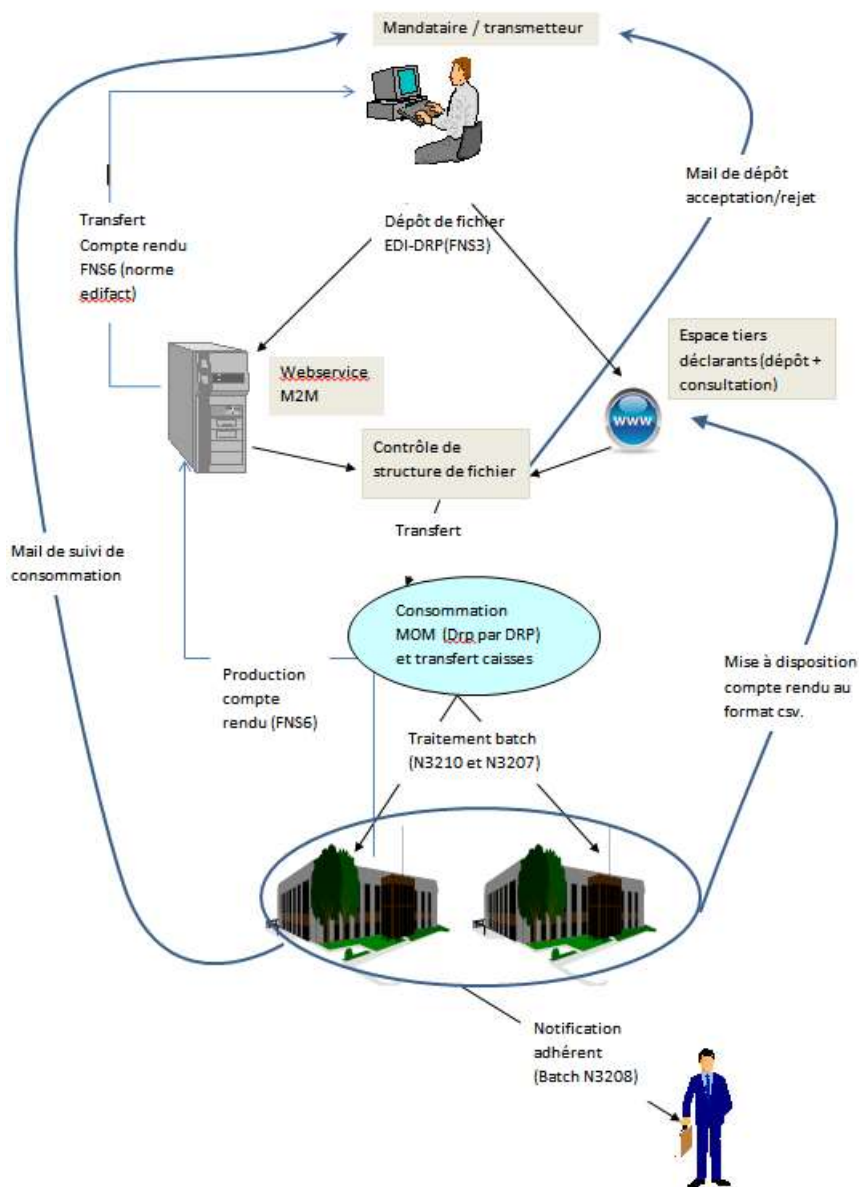 Mandataire / transmetteur
Mail de dépôt
acceptation/rejet
Transfert
Compte rendu
FNS6 (norme
edifact)
Dépôt de fichier
EDI-DRP(FNS3)
Espace tiers
déclarants (dépôt +
consultation)
Webservice
M2M
www
Contrôle de
structure de fichier
Transfert
Mail de suivi de
consommation
Consommation
MOM (Drp par DRP)
et transfert caisses
Production
compte
rendu (FNS6)
Mise à disposition
compte rendu au
format csv.
Traitement batch
(N3210 et N3207)
Notification
adhérent
(Batch N3208)